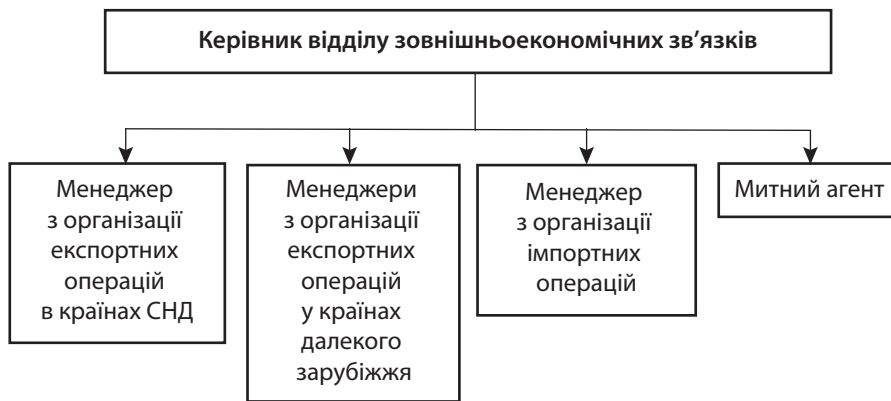 Керівник відділу зовнішньоекономічних зв’язків
Менеджер
з організації
експортних
операцій
в країнах СНД
Менеджери
з організації
експортних
операцій
у країнах
далекого
зарубіжжя
Менеджер
з організації
імпортних
операцій
Митний агент